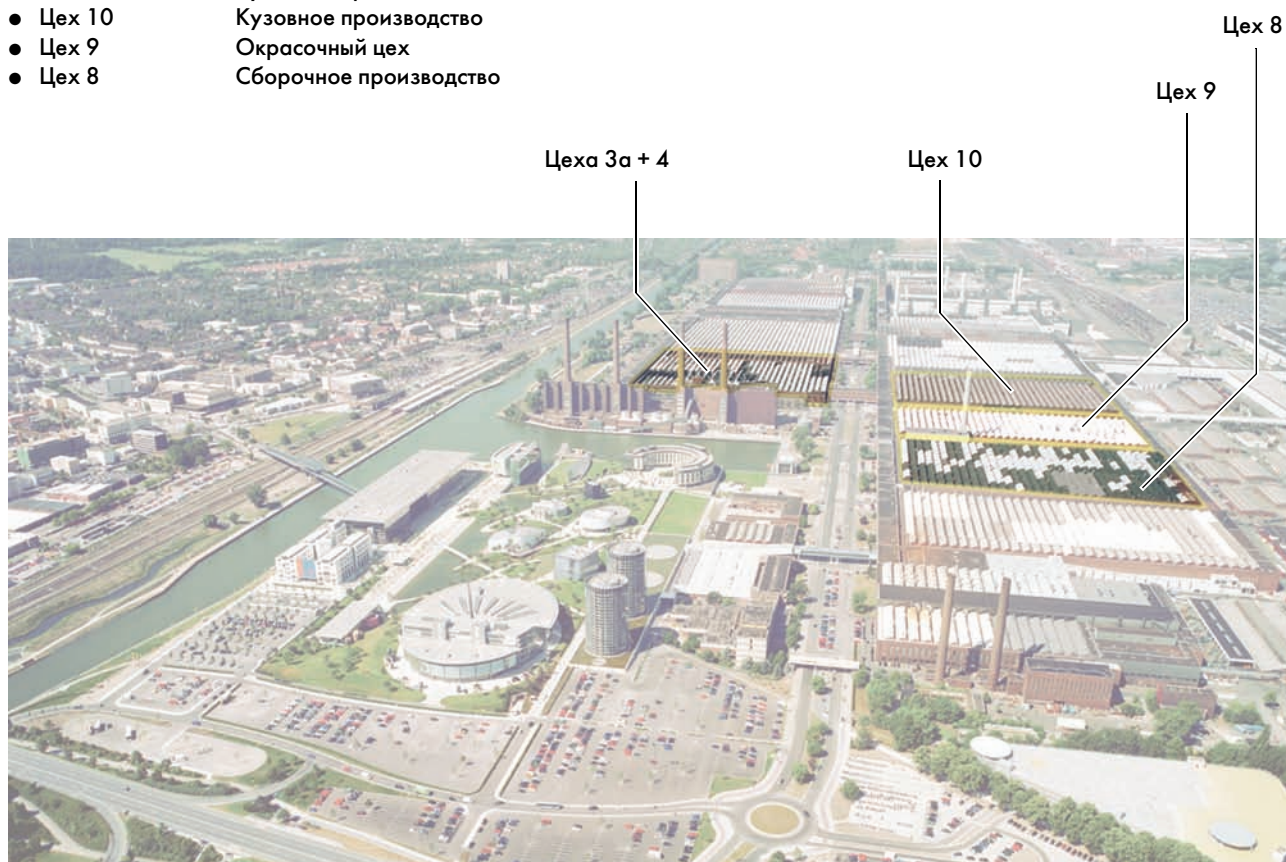 ● Цех 10 Кузовное производство
● Цех 9 Окрасочный цех
● Цех 8 Сборочное производство
Цех 8
Цех 9
Цеха 3а + 4
Цех 10